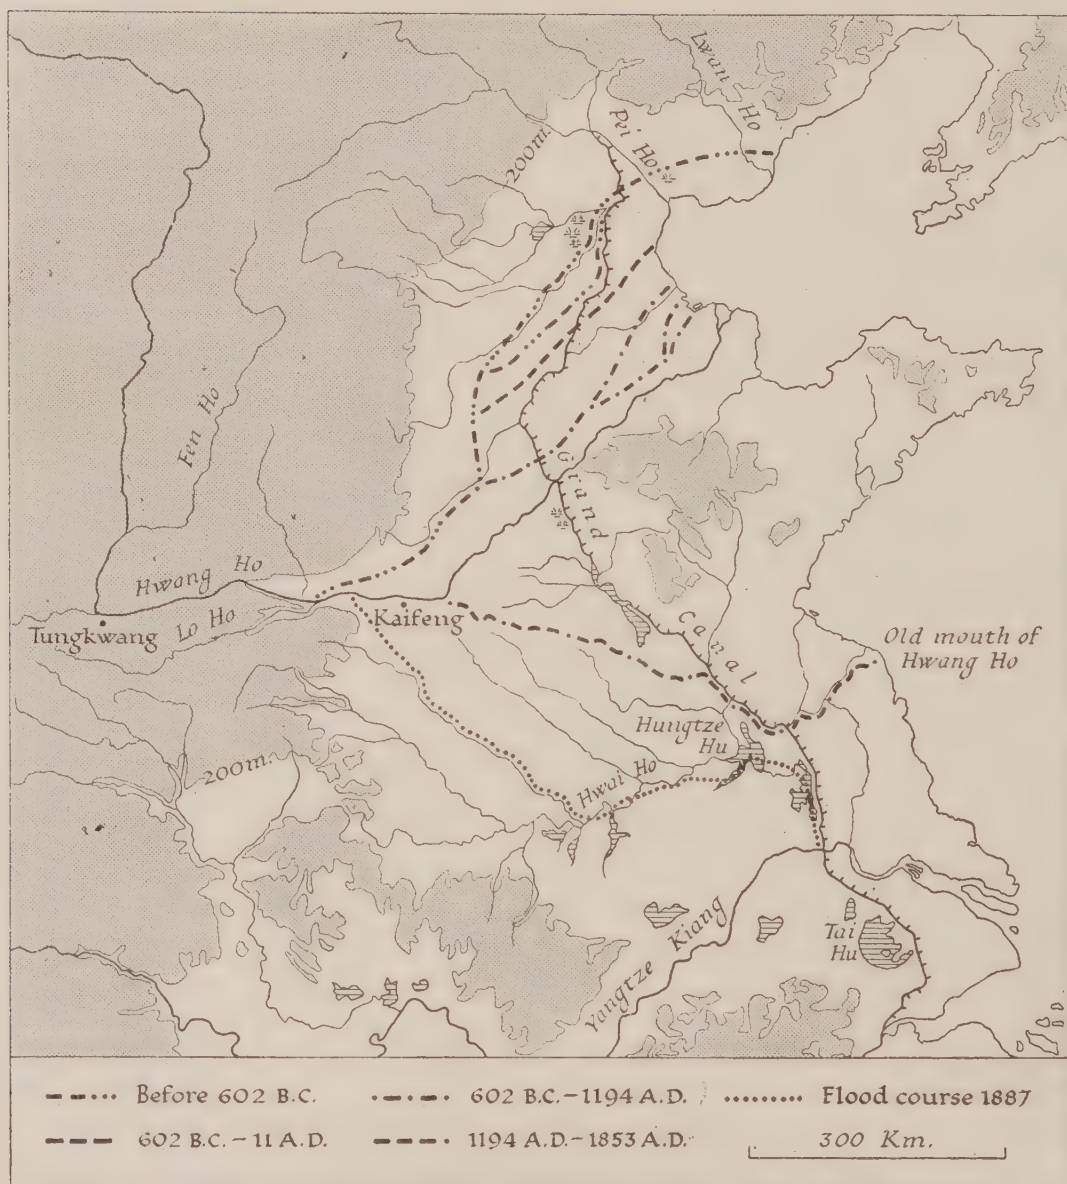 Lwan Ho
Pei Ho
200m.
Fen Ho
Grand Canal
Hwang Ho
Lo Ho
Tungkwang
Kaifeng
Old mouth of
Hwang Ho
Hungtze
Hu
Hwai Ho
200m.
Yangtze Kiang
Tai
Hu
Before 602 B.C.
602 B.C.-1194 A.D.
Flood course 1887
602 B.C.-11 A.D.
1194 A.D.-1853 A.D.
300 Km.